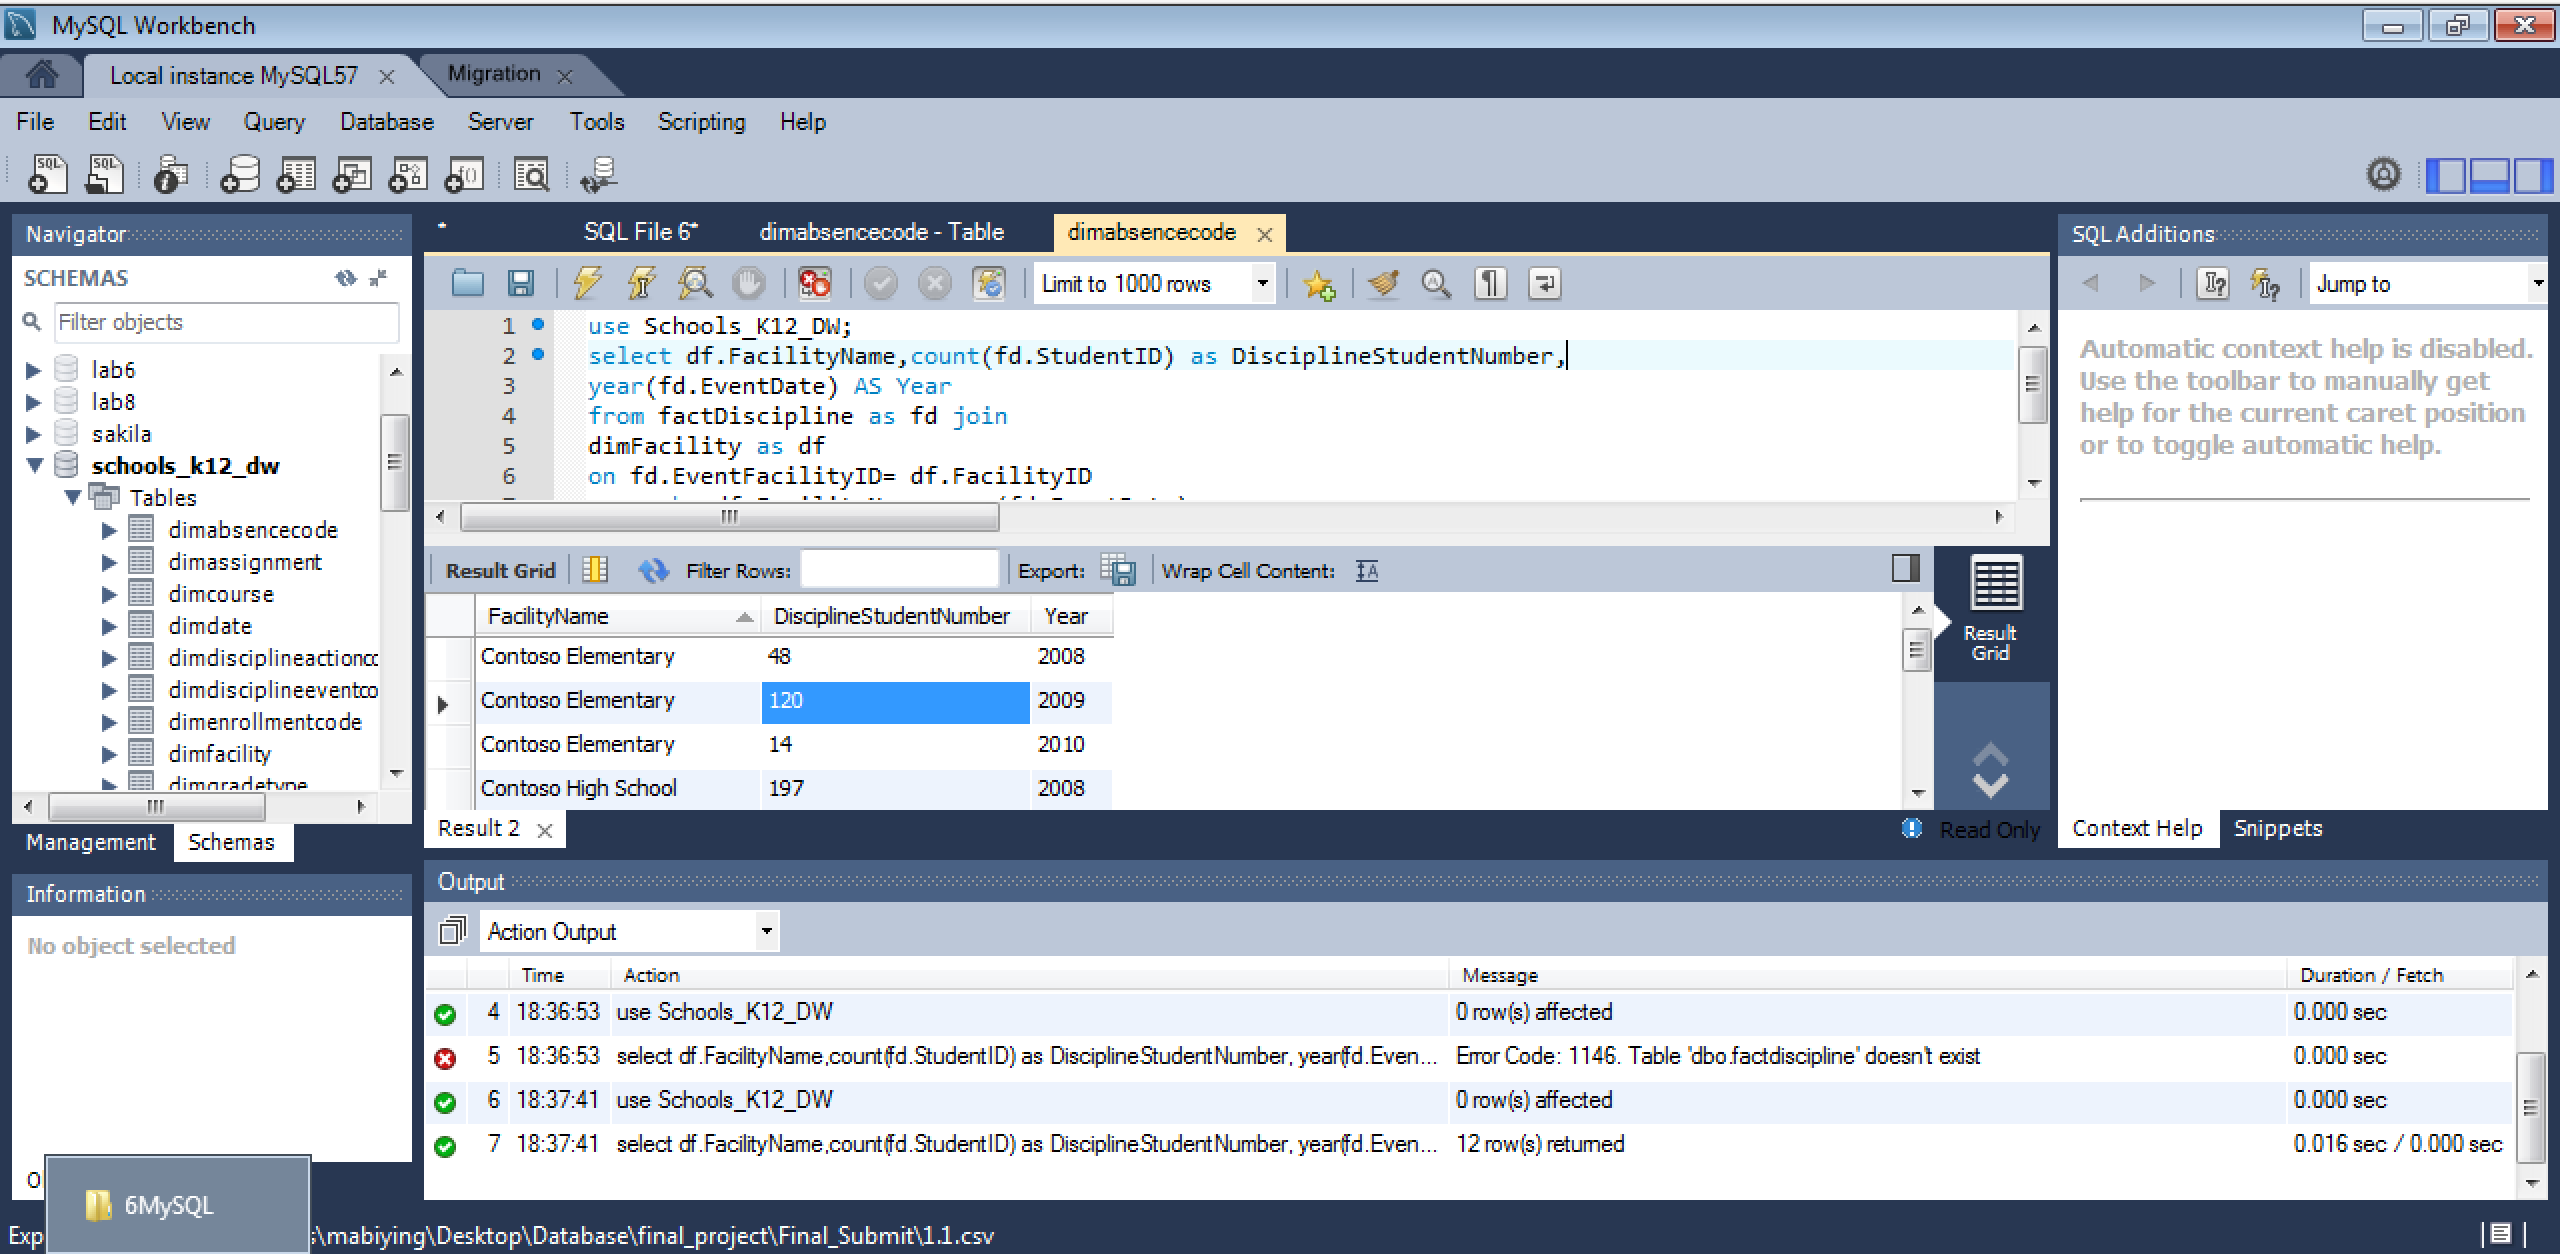 MySQL Workbench
Local instance MySQL57
Migration
File Edit View Query Database Server Tools Scripting Help
Navigator
SCHEMAS
Filter objects
lab6
lab8
sakila
schools_k12_dw
Tables
dimabsencecode
dimassignment
dimcourse
dimdate
dimdisciplineactionco
dimdisciplineeventco
dimenrollmentcode
dimfacility
dimgradetype
Management Schemas
Information
No object selected
* SQL File 6* dimabsencecode - Table dimabsencecode
Limit to 1000 rows
1 use Schools_K12_DW;
2 select df.FacilityName,count(fd.StudentID) as DisciplineStudentNumber,
3 year(fd.EventDate) AS Year
4 from factDiscipline as fd join
5 dimFacility as df
6 on fd.EventFacilityID= df.FacilityID
Result Grid Filter Rows: Export: Wrap Cell Content:
FacilityName DisciplineStudentNumber Year
Contoso Elementary 48 2008
Contoso Elementary 120 2009
Contoso Elementary 14 2010
Contoso High School 197 2008
Result Grid
Result 2
Read Only
SQL Additions
Jump to
Automatic context help is disabled.
Use the toolbar to manually get
help for the current caret position
or to toggle automatic help.
Context Help Snippets
Output
Action Output
Time Action Message Duration / Fetch
4 18:36:53 use Schools_K12_DW 0 row(s) affected 0.000 sec
5 18:36:53 select df.FacilityName,count(fd.StudentID) as DisciplineStudentNumber, year(fd.Even... Error Code: 1146. Table 'dbo.factdiscipline' doesn't exist 0.000 sec
6 18:37:41 use Schools_K12_DW 0 row(s) affected 0.000 sec
7 18:37:41 select df.FacilityName,count(fd.StudentID) as DisciplineStudentNumber, year(fd.Even... 12 row(s) returned 0.016 sec / 0.000 sec
6MySQL
Exp s\mabiying\Desktop\Database\final_project\Final_Submit\1.1.csv